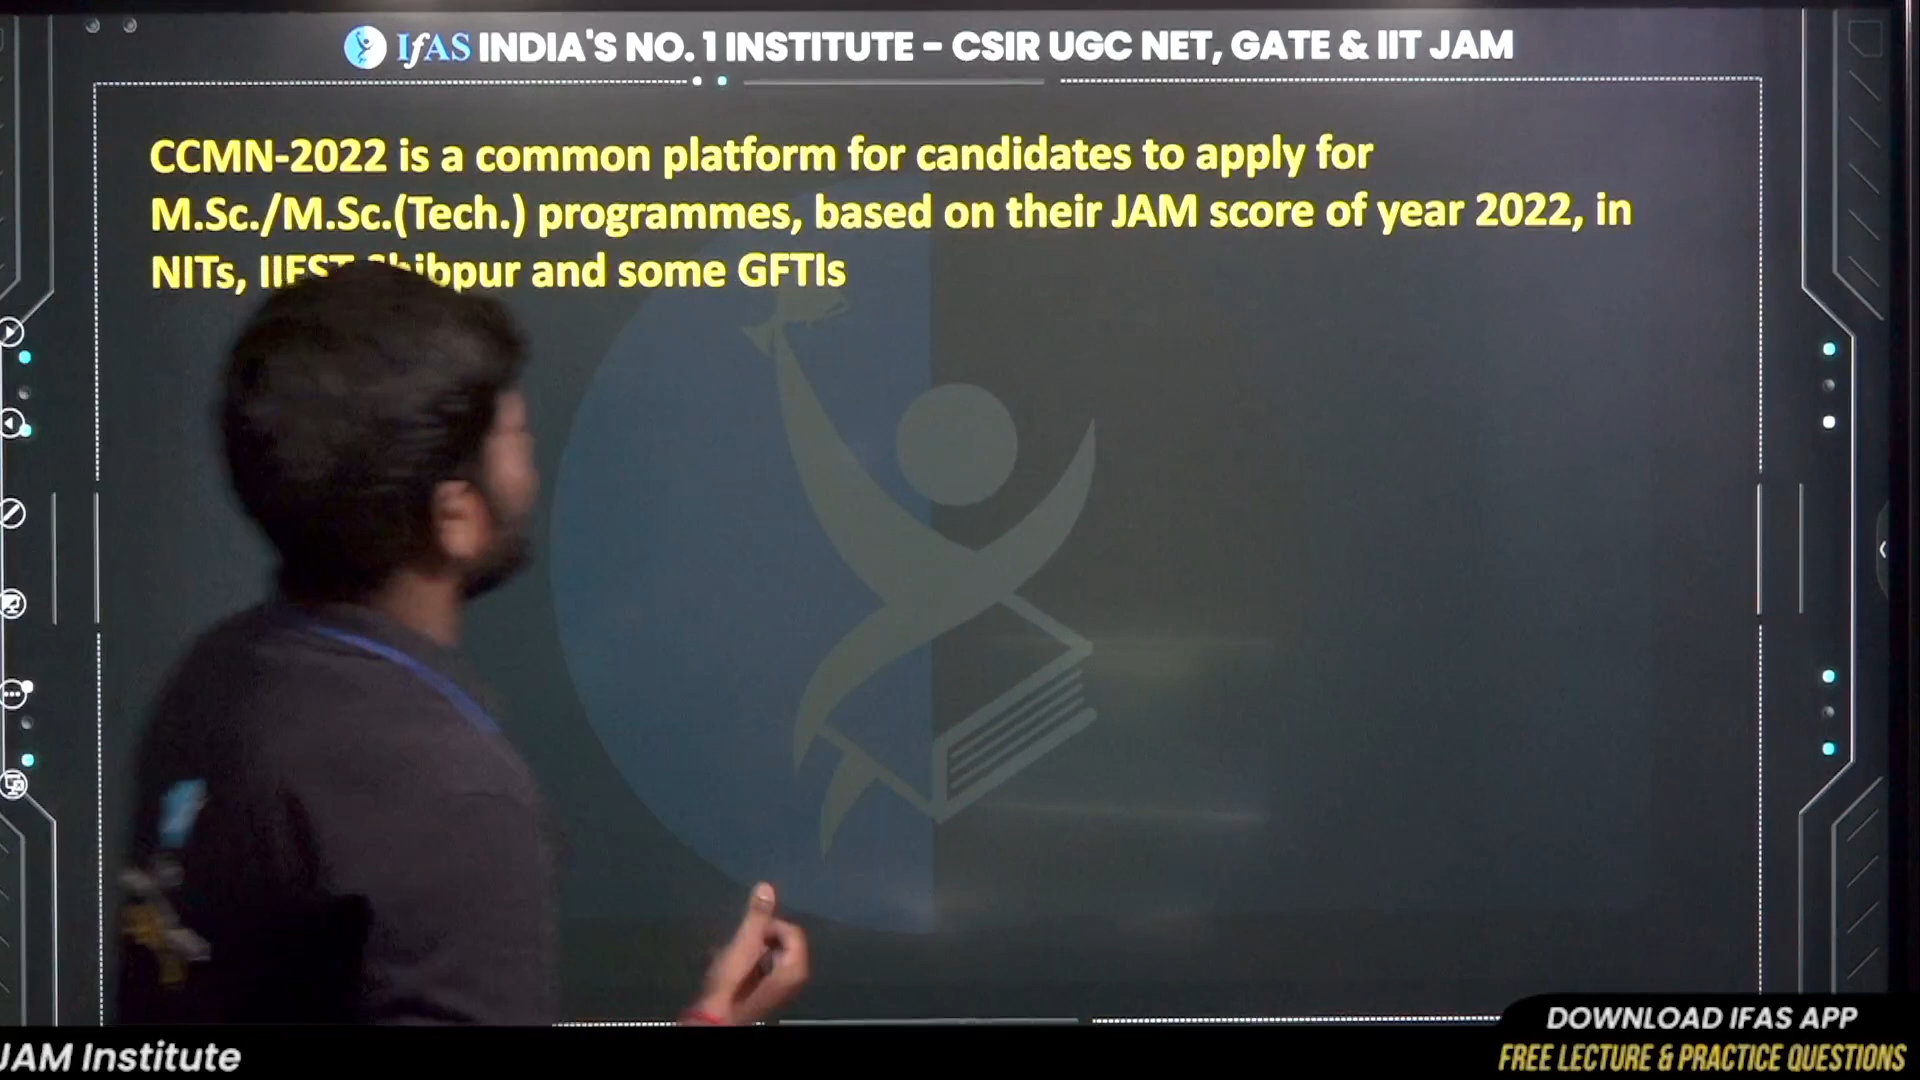 IfAS INDIA'S NO. 1 INSTITUTE - CSIR UGC NET, GATE & IIT JAM
CCMN-2022 is a common platform for candidates to apply for
M.Sc./M.Sc.(Tech.) programmes, based on their JAM score of year 2022, in
NITs, and some GFTIs
DOWNLOAD IFAS APP
JAM Institute
FREE LECTURE & PRACTICE QUESTIONS